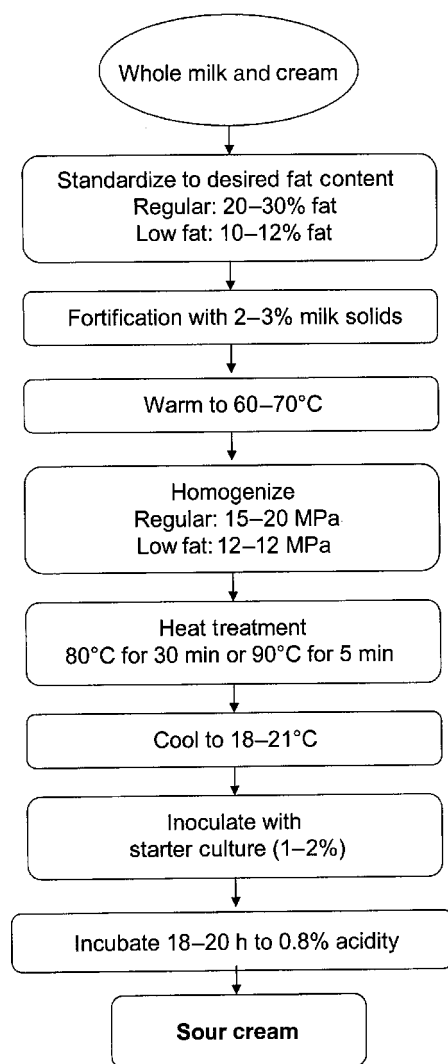 Whole milk and cream
Standardize to desired fat content
Regular: 20–30% fat
Low fat: 10–12% fat
Fortification with 2–3% milk solids
Warm to 60–70°C
Homogenize
Regular: 15–20 MPa
Low fat: 12–12 MPa
Heat treatment
80°C for 30 min or 90°C for 5 min
Cool to 18–21°C
Inoculate with
starter culture (1–2%)
Incubate 18–20 h to 0.8% acidity
Sour cream